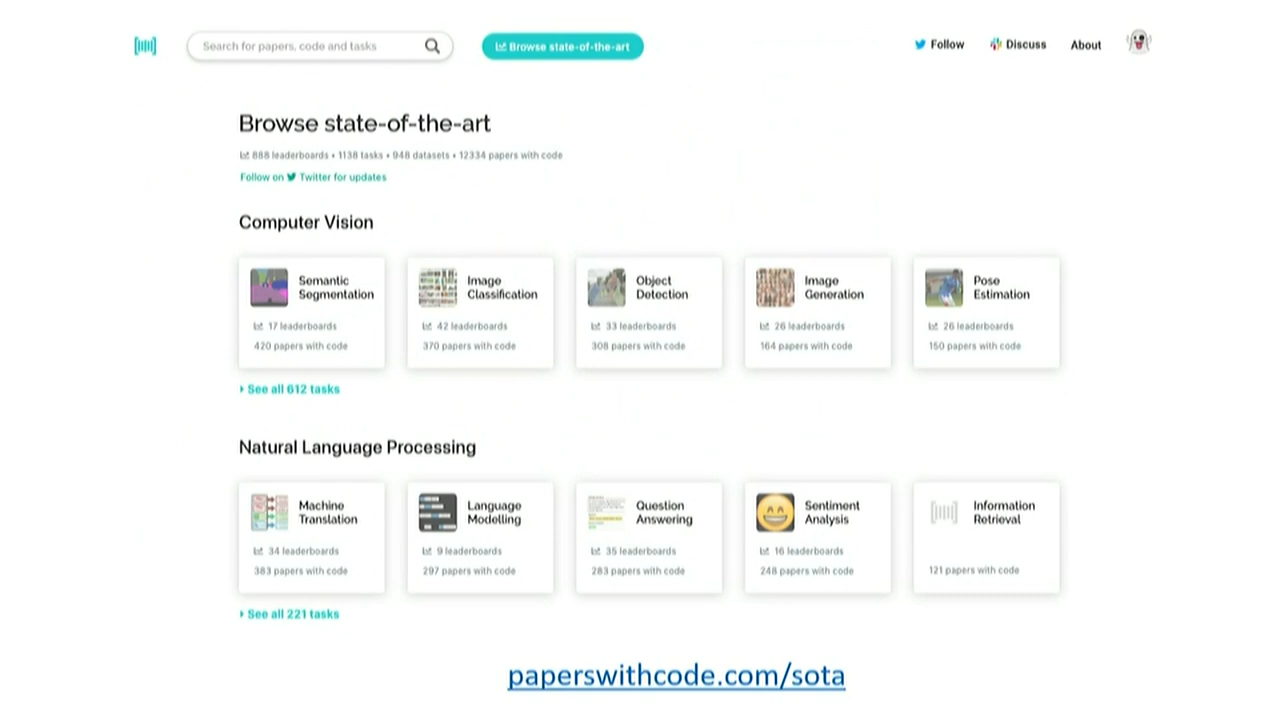 Search for papers, code and tasks
Browse state-of-the-art
Follow
Discuss
About
Browse state-of-the-art
888 leaderboards • 1138 tasks • 948 datasets • 12334 papers with code
Follow on Twitter for updates
Computer Vision
Semantic
Segmentation
17 leaderboards
420 papers with code
Image
Classification
42 leaderboards
370 papers with code
Object
Detection
33 leaderboards
308 papers with code
Image
Generation
26 leaderboards
164 papers with code
Pose
Estimation
26 leaderboards
150 papers with code
See all 612 tasks
Natural Language Processing
Machine
Translation
34 leaderboards
383 papers with code
Language
Modelling
9 leaderboards
297 papers with code
Question
Answering
35 leaderboards
283 papers with code
Sentiment
Analysis
16 leaderboards
248 papers with code
Information
Retrieval
121 papers with code
See all 221 tasks
paperswithcode.com/sota